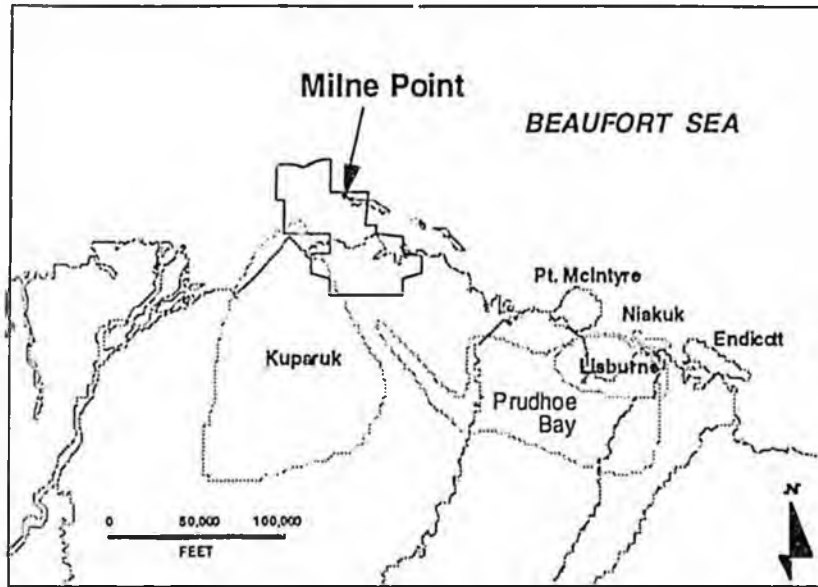 Milne Point
BEAUFORT SEA
Pt. McIntyre
Niakuk
Endicott
Kuparuk
Lisburne
Prudhoe
Bay
N
0 50,000 100,000
FEET